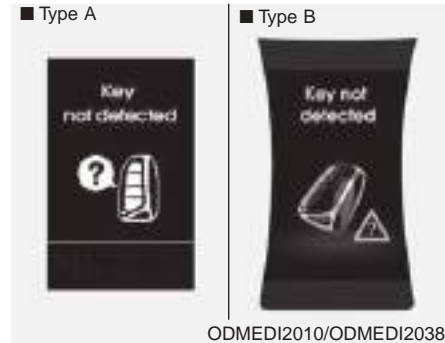 ■ Type A
■ Type B
Key
not detected
?
Key not
detected
?
ODMEDI2010/ODMEDI2038